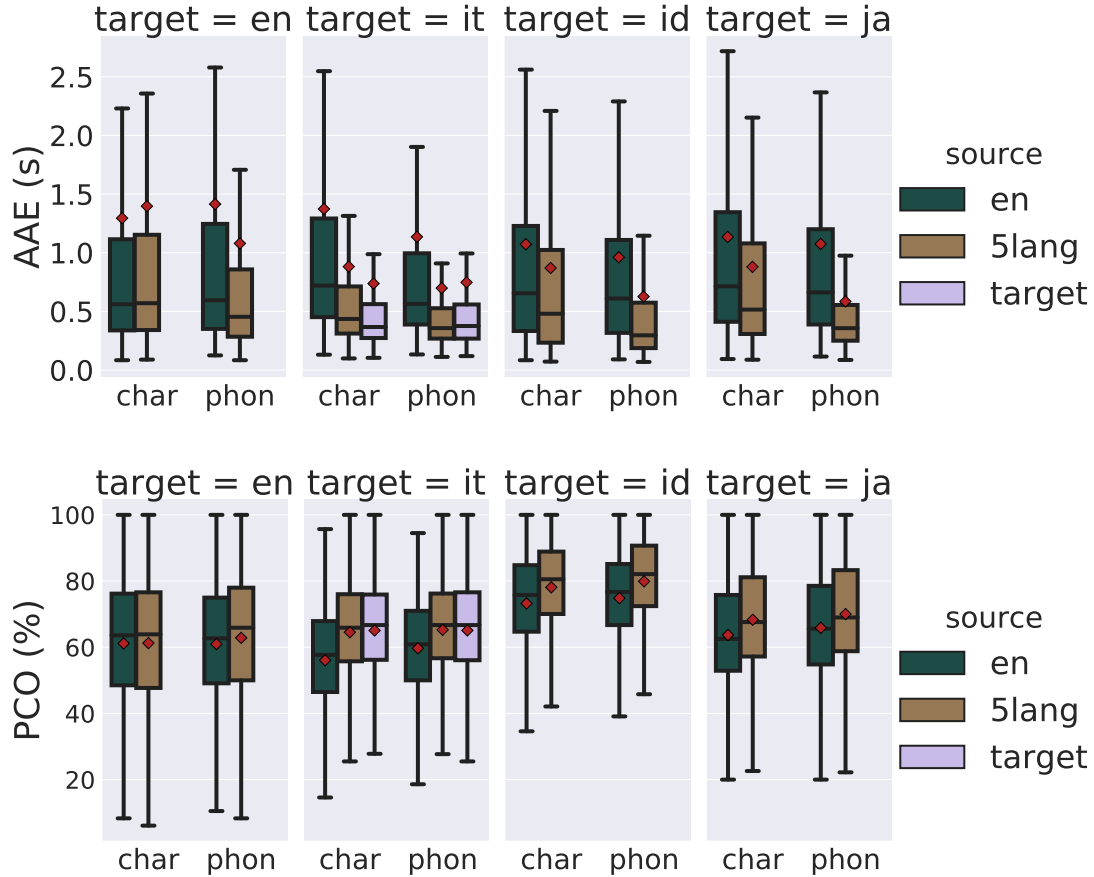 target = en target = it target = id target = ja
AAE (s)
2.5
2.0
1.5
1.0
0.5
0.0
char phon char phon char phon char phon
source
en
5lang
target
target = en target = it target = id target = ja
PCO (%)
100
80
60
40
20
char phon char phon char phon char phon
source
en
5lang
target